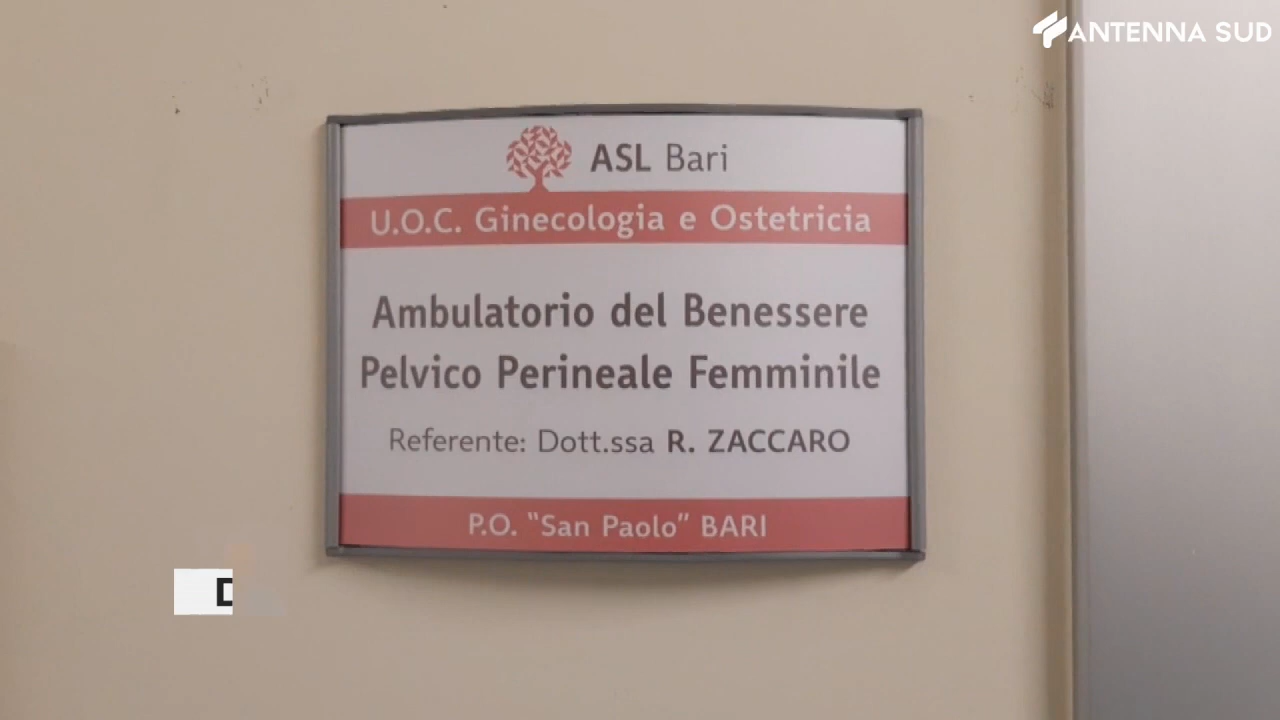 ANTENNA SUD
ASL Bari
U.O.C. Ginecologia e Ostetricia
Ambulatorio del Benessere
Pelvico Perineale Femminile
Referente: Dott.ssa R. ZACCARO
P.O. "San Paolo" BARI